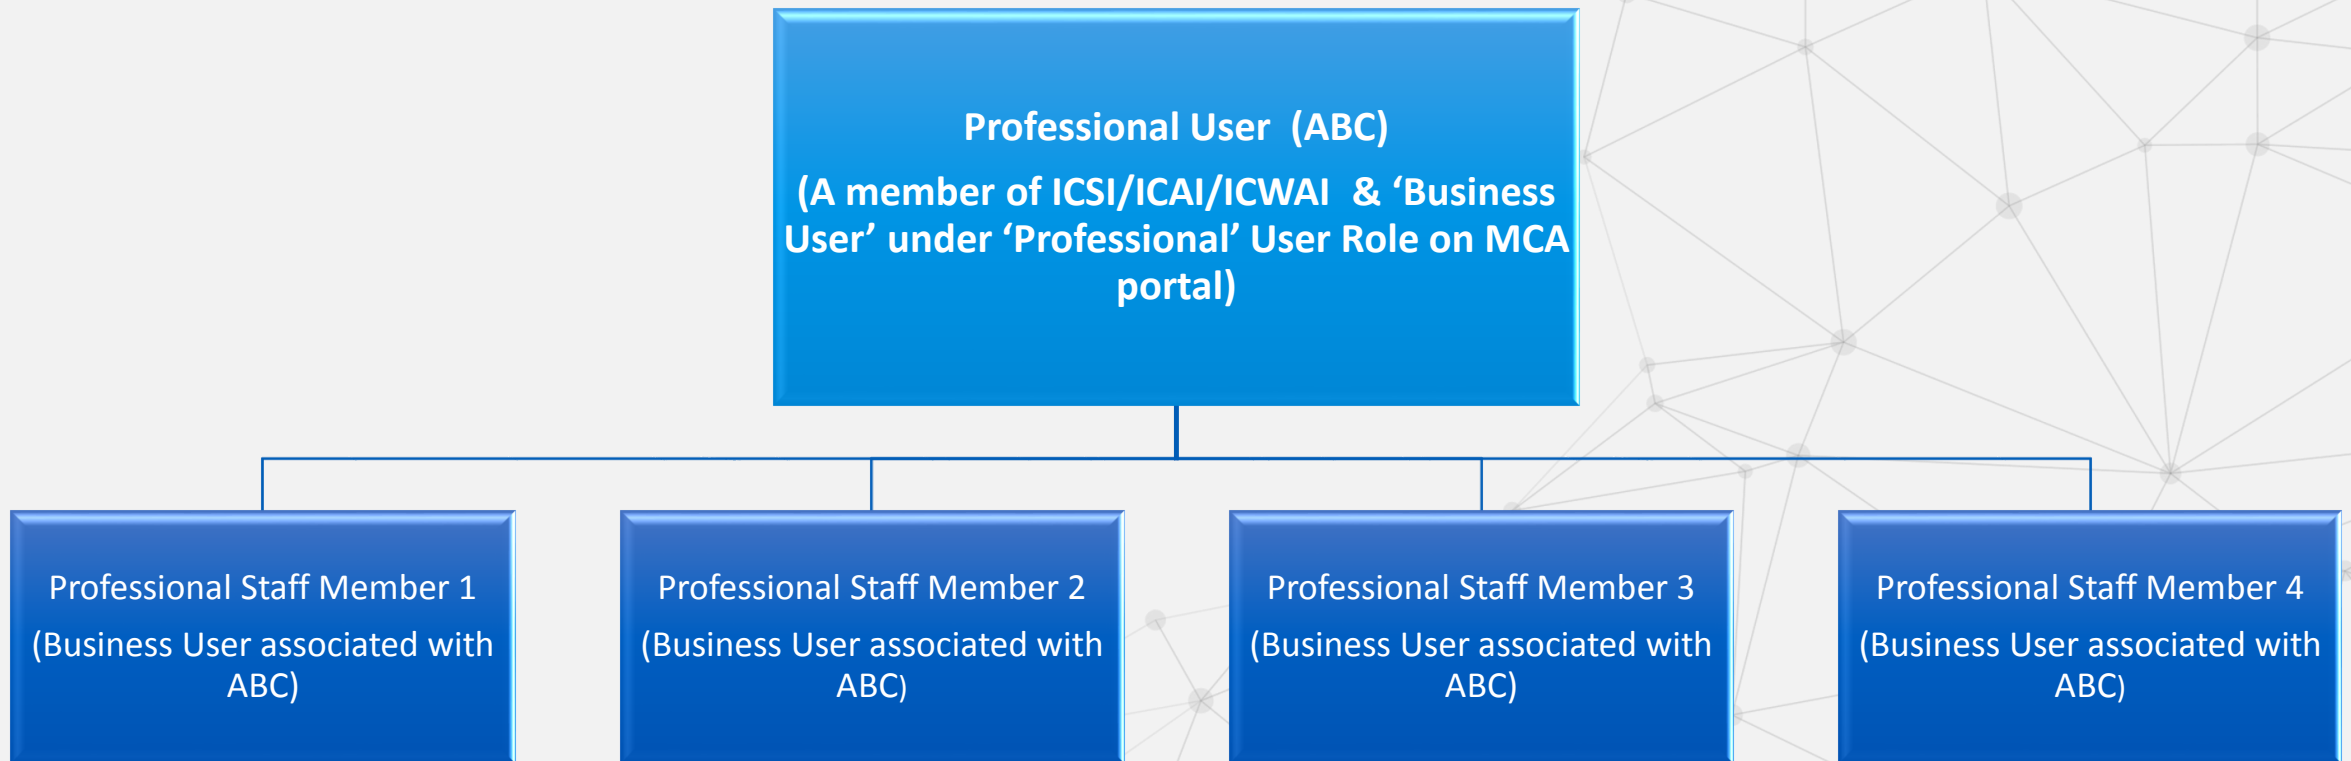 Professional User (ABC)
(A member of ICSI/ICAI/ICWAI & ‘Business
User’ under ‘Professional’ User Role on MCA
portal)
Professional Staff Member 1
(Business User associated with
ABC)
Professional Staff Member 2
(Business User associated with
ABC)
Professional Staff Member 3
(Business User associated with
ABC)
Professional Staff Member 4
(Business User associated with
ABC)